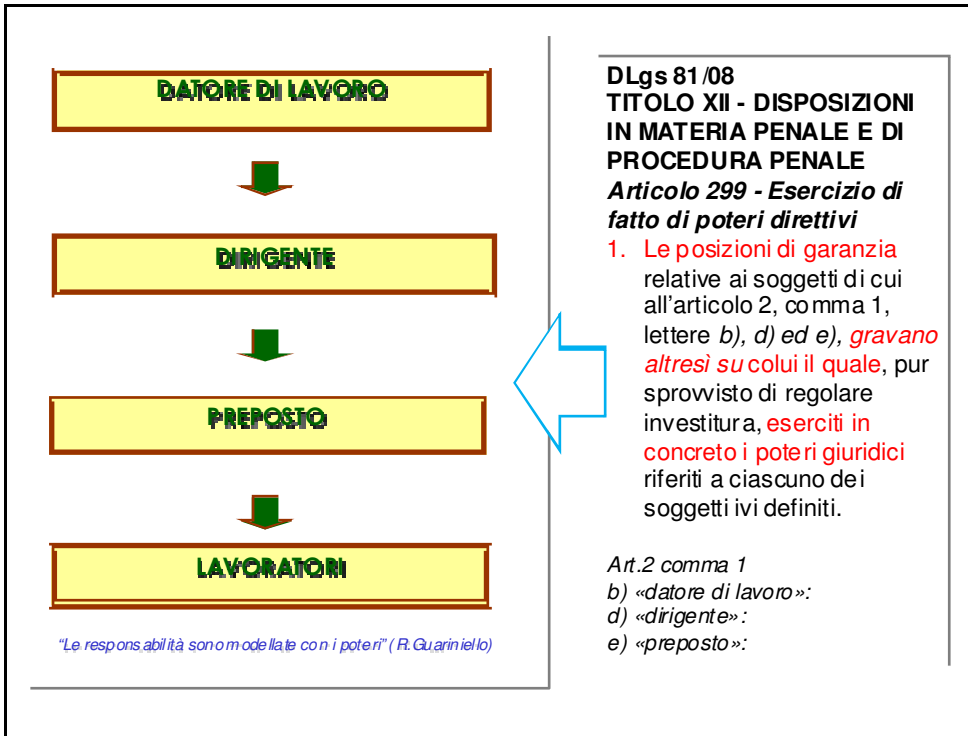 DATORE DI LAVORO
DIRIGENTE
PREPOSTO
LAVORATORI
“Le responsabilità sono modellate con i poteri” (R.Guariniello)
DLgs 81/08
TITOLO XII - DISPOSIZIONI
IN MATERIA PENALE E DI
PROCEDURA PENALE
Articolo 299 - Esercizio di
fatto di poteri direttivi
1. Le posizioni di garanzia
relative ai soggetti di cui
all'articolo 2, comma 1,
lettere b), d) ed e), gravano
altresì su colui il quale, pur
sprovvisto di regolare
investitura, eserciti in
concreto i poteri giuridici
riferiti a ciascuno dei
soggetti ivi definiti.
Art.2 comma 1
b) «datore di lavoro»:
d) «dirigente»:
e) «preposto»: